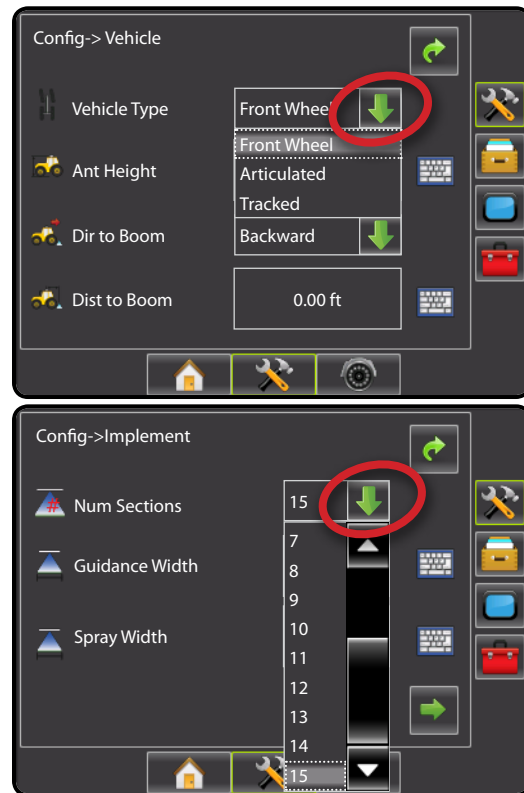 Config-> Vehicle
Vehicle Type
Front Wheel
Front Wheel
Ant Height
Articulated
Tracked
Dir to Boom
Backward
Dist to Boom
0.00 ft
Config->Implement
Num Sections
15
7
Guidance Width
8
9
Spray Width
10
11
12
13
14
15